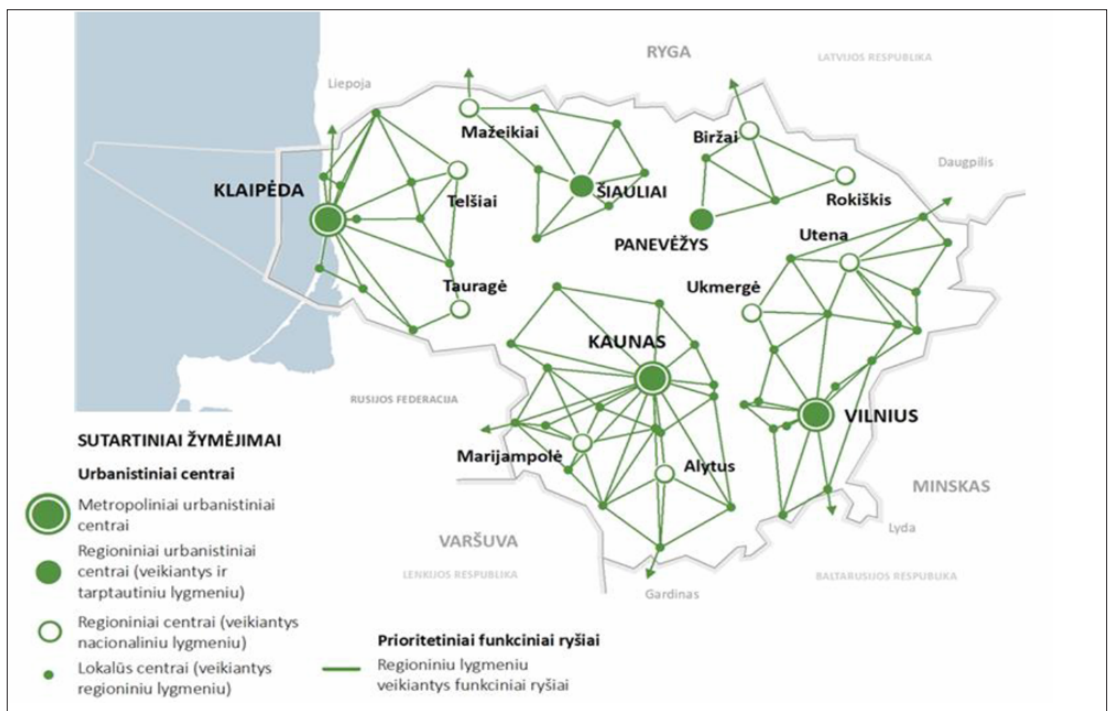 RYGA
LATVIJOS RESPUBLIKA
Liepoja
Mažeikiai
Biržai
Daugpilis
KLAIPĖDA
ŠIAULIAI
Telšiai
Rokiškis
PANEVĖŽYS
Utena
Tauragė
Ukmergė
KAUNAS
RUSIJOS FEDERACIJA
VILNIUS
Marijampolė
Alytus
MINSKAS
Lyda
VARŠUVA
LENKIJOS RESPUBLIKA
BALTARUSIJOS RESPUBUKA
Gardinas
SUTARTINIAI ŽYMĖJIMAI
Urbanistiniai centrai
Metropoliniai urbanistiniai
centrai
Regioniniai urbanistiniai
centrai (veikiantys ir
tarptautiniu lygmeniu)
Regioniniai centrai (veikiantys
nacionaliniu lygmeniu)
Lokalūs centrai (veikiantys
regioniniu lygmeniu)
Prioritetiniai funkciniai ryšiai
Regioniniu lygmeniu
veikiantys funkciniai ryšiai